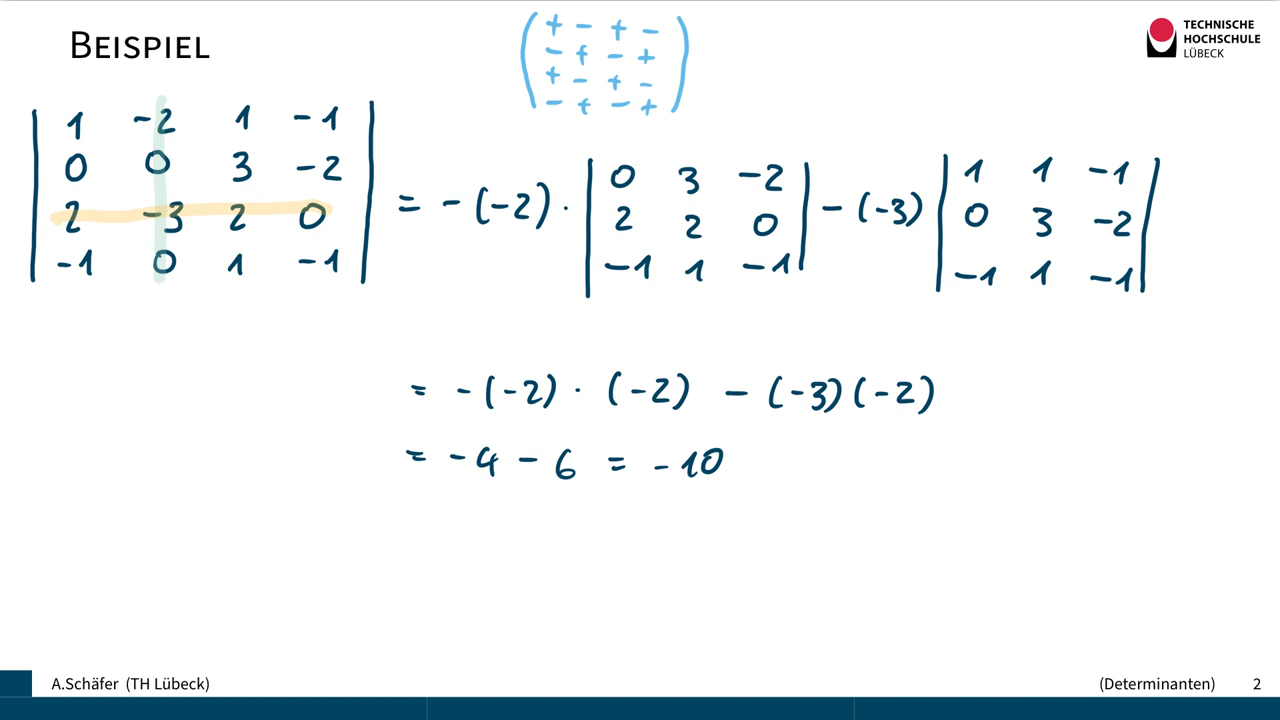 BEISPIEL
+ − + −
− + − +
+ − + −
− + − +
TECHNISCHE
HOCHSCHULE
LÜBECK
| 1 -2 1 -1 |
| 0 0 3 -2 |
| 2 -3 2 0 |
| -1 0 1 -1 |
= -(-2) ·
| 0 3 -2 |
| 2 2 0 |
| -1 1 -1 |
-(-3)
| 1 1 -1 |
| 0 3 -2 |
| -1 1 -1 |
= -(-2) · (-2) - (-3)(-2)
= -4 - 6 = -10
A.Schäfer (TH Lübeck) (Determinanten) 2